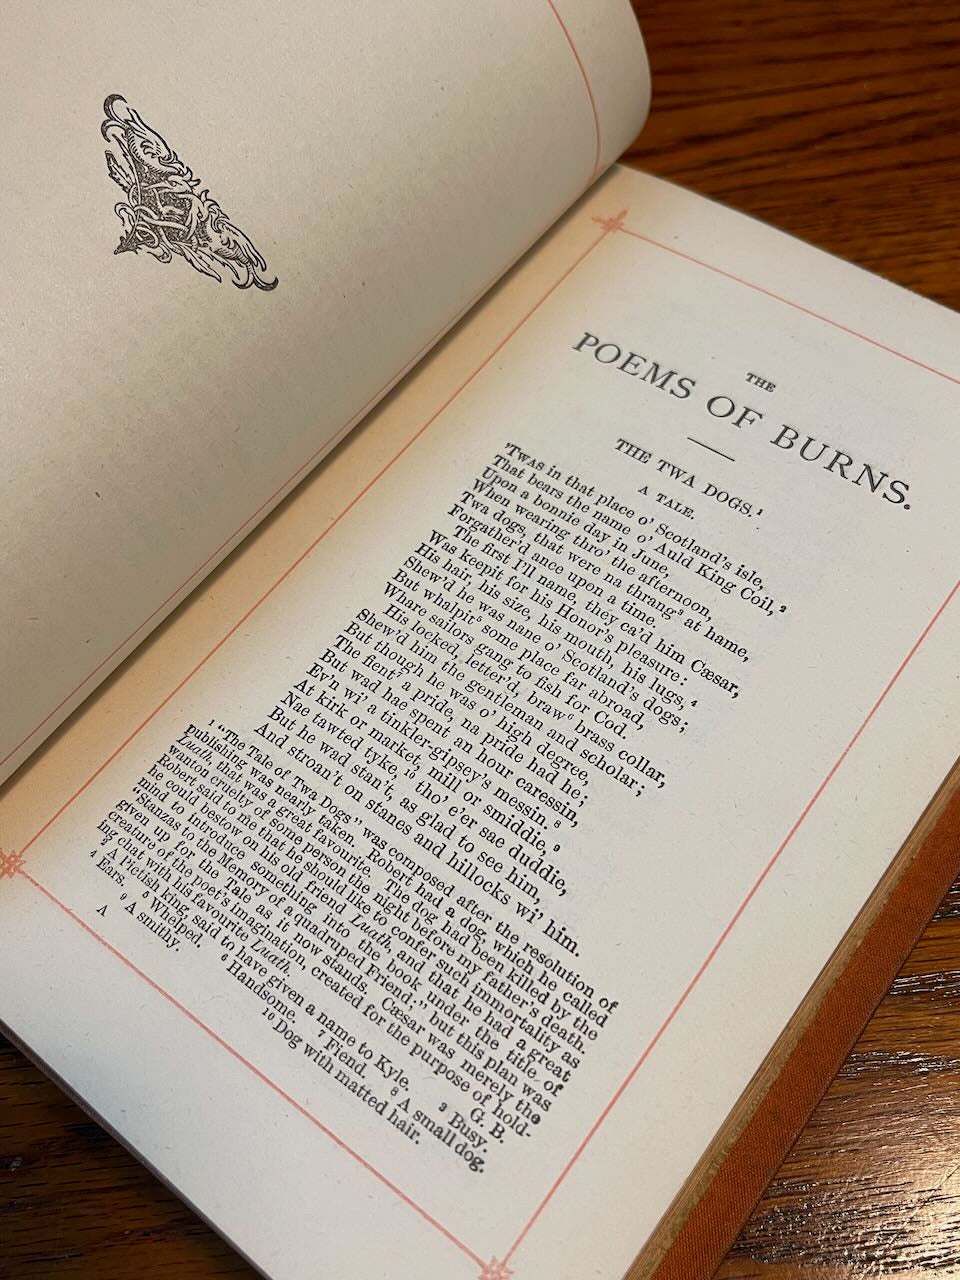 THE
POEMS OF BURNS.
THE TWA DOGS.¹
A TALE.
'TWAS in that place o' Scotland's isle,
That bears the name o' Auld King Coil,²
Upon a bonnie day in June,
When wearing thro' the afternoon,
Twa dogs, that were na thrang³ at hame,
Forgather'd ance upon a time.
The first I'll name, they ca'd him Cæsar,
Was keepit for his Honor's pleasure:
His hair, his size, his mouth, his lugs,⁴
Shew'd he was nane o' Scotland's dogs;
But whalpit⁵ some place far abroad,
Whare sailors gang to fish for Cod.
His locked, letter'd, braw⁶ brass collar,
Shew'd him the gentleman and scholar;
But though he was o' high degree,
The fient⁷ a pride, na pride had he;
But wad hae spent an hour caressin,
Ev'n wi' a tinkler-gipsey's messin.⁸
At kirk or market, mill or smiddie,⁹
Nae tawted tyke,¹⁰ tho' e'er sae duddie,
But he wad stan't, as glad to see him,
And stroan't on stanes and hillocks wi' him.
¹ "The Tale of Twa Dogs" was composed after the resolution of
publishing was nearly taken. Robert had a dog, which he called
Luath, that was a great favourite. The dog had been killed by the
wanton cruelty of some person the night before my father's death.
Robert said to me that he should like to confer such immortality as
he could bestow on his old friend Luath, and that he had a great
mind to introduce something into the book under the title of
"Stanzas to the Memory of a quadruped Friend;" but this plan was
given up for the Tale as it now stands. Cæsar was merely the
creature of the poet's imagination, created for the purpose of hold-
ing chat with his favourite Luath. G. B.
² A Pictish king, said to have given a name to Kyle. ³ Busy.
⁴ Ears. ⁵ Whelped. ⁶ Handsome. ⁷ Fiend. ⁸ A small dog.
⁹ A smithy. ¹⁰ Dog with matted hair.
A